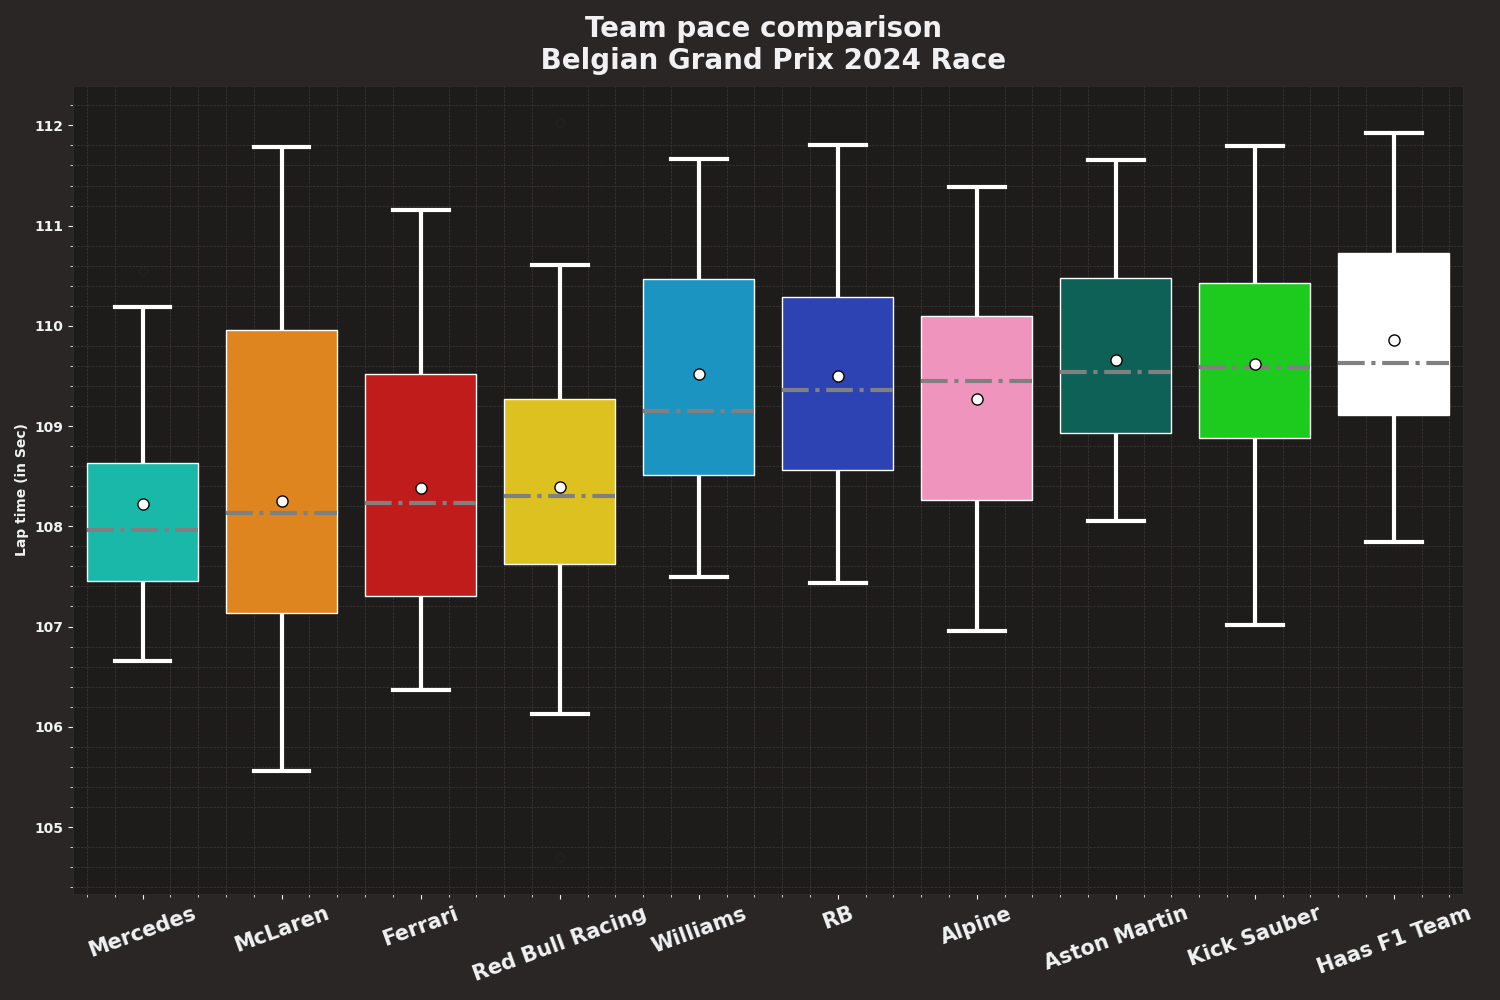 Team pace comparison
Belgian Grand Prix 2024 Race
Lap time (in Sec)
112
111
110
109
108
107
106
105
Mercedes
McLaren
Ferrari
Red Bull Racing
Williams
RB
Alpine
Aston Martin
Kick Sauber
Haas F1 Team